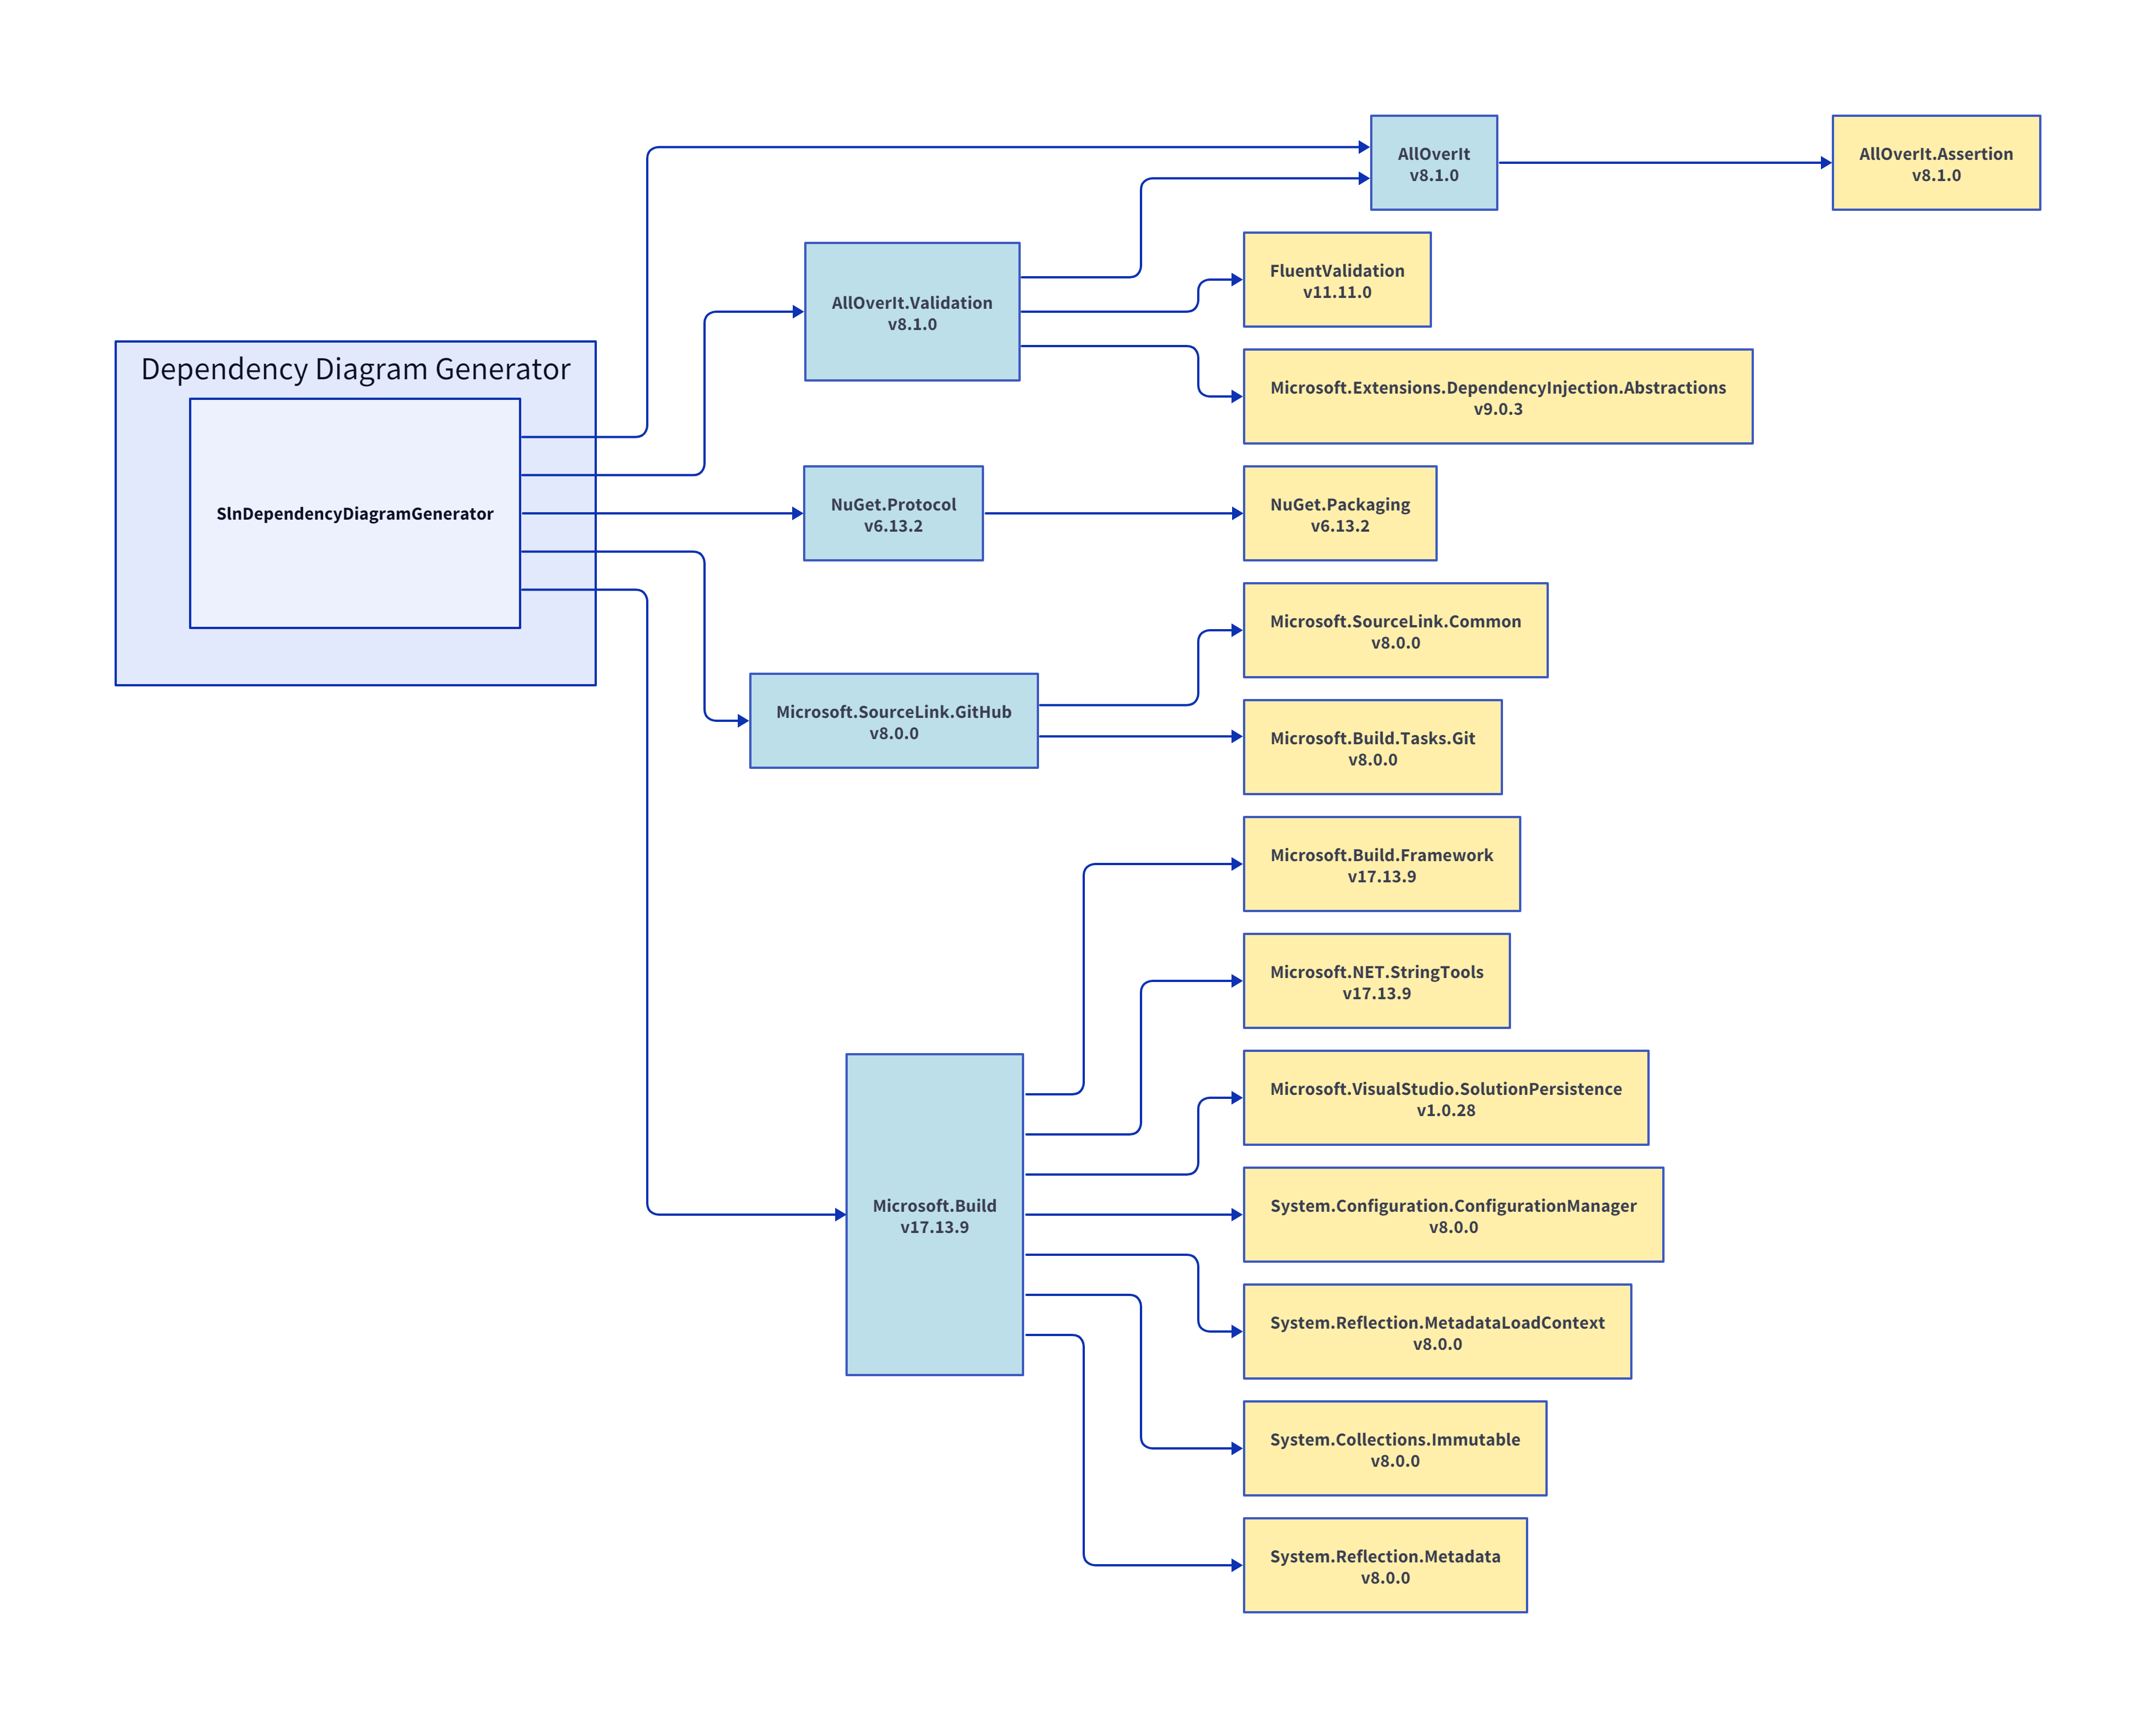 AllOverIt
v8.1.0
AllOverIt.Assertion
v8.1.0
FluentValidation
v11.11.0
AllOverIt.Validation
v8.1.0
Dependency Diagram Generator
Microsoft.Extensions.DependencyInjection.Abstractions
v9.0.3
SlnDependencyDiagramGenerator
NuGet.Protocol
v6.13.2
NuGet.Packaging
v6.13.2
Microsoft.SourceLink.Common
v8.0.0
Microsoft.SourceLink.GitHub
v8.0.0
Microsoft.Build.Tasks.Git
v8.0.0
Microsoft.Build.Framework
v17.13.9
Microsoft.NET.StringTools
v17.13.9
Microsoft.VisualStudio.SolutionPersistence
v1.0.28
Microsoft.Build
v17.13.9
System.Configuration.ConfigurationManager
v8.0.0
System.Reflection.MetadataLoadContext
v8.0.0
System.Collections.Immutable
v8.0.0
System.Reflection.Metadata
v8.0.0